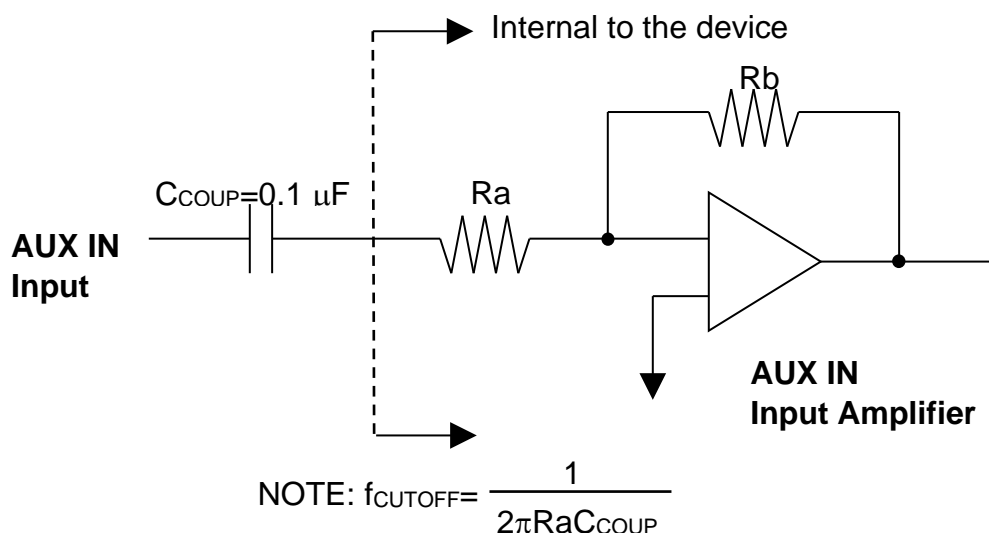 Internal to the device
Rb
CCOUP=0.1 μF
Ra
AUX IN
Input
AUX IN
Input Amplifier
NOTE: fCUTOFF= 1
2πRaCCOUP